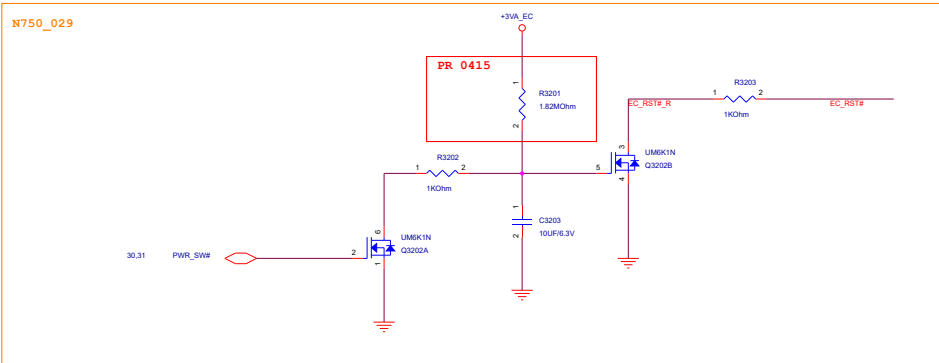 +3VA_EC
N750_029
PR 0415
1
R3201
1.82MOhm
2
R3203
1
2
EC_RST#_R
EC_RST#
1KOhm
3
UM6K1N
5
Q3202B
4
R3202
1
2
1KOhm
1
C3203
2
10UF/6.3V
6
UM6K1N
2
Q3202A
1
30,31
PWR_SW#